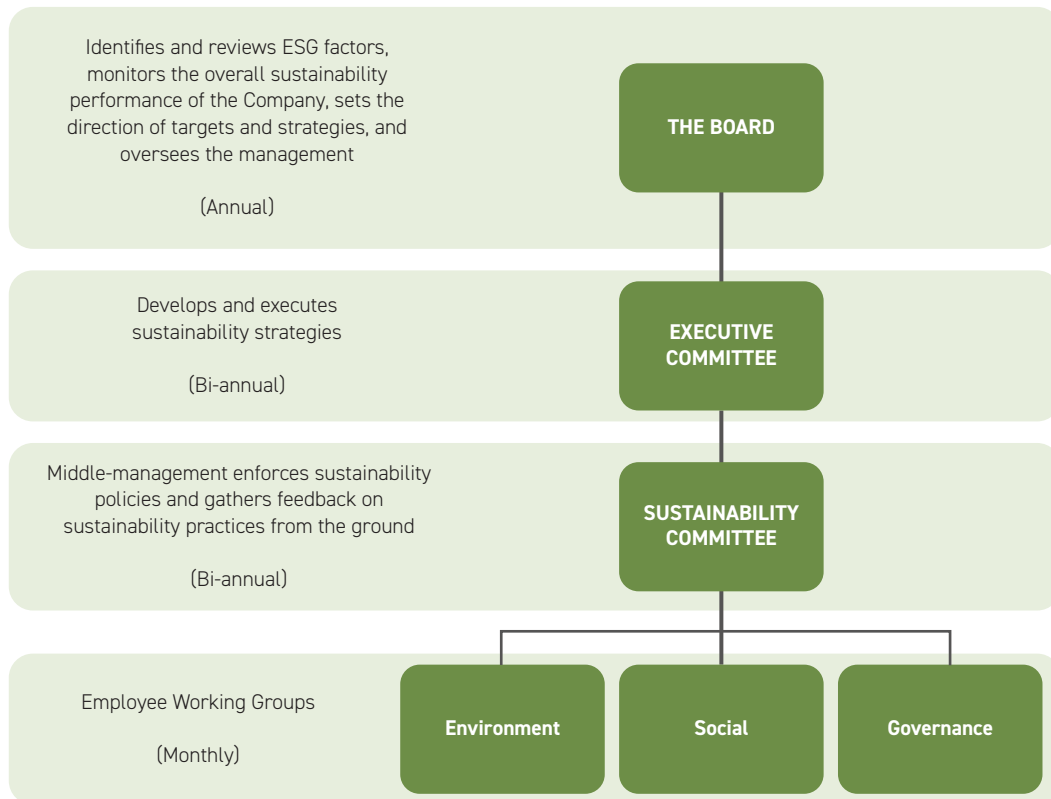 Identifies and reviews ESG factors,
monitors the overall sustainability
performance of the Company, sets the
direction of targets and strategies, and
oversees the management
(Annual)
THE BOARD
Develops and executes
sustainability strategies
(Bi-annual)
EXECUTIVE
COMMITTEE
Middle-management enforces sustainability
policies and gathers feedback on
sustainability practices from the ground
(Bi-annual)
SUSTAINABILITY
COMMITTEE
Employee Working Groups
(Monthly)
Environment
Social
Governance